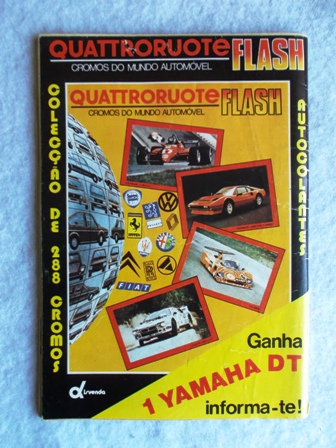 QUATTRORUOTE FLASH
CROMOS DO MUNDO AUTOMÓVEL
COLECÇÃO DE 288 CROMOS
AUTOCOLANTES
QUATTRORUOTE FLASH
CROMOS DO MUNDO AUTOMÓVEL
FIAT
Ganha
1 YAMAHA DT
informa-te!